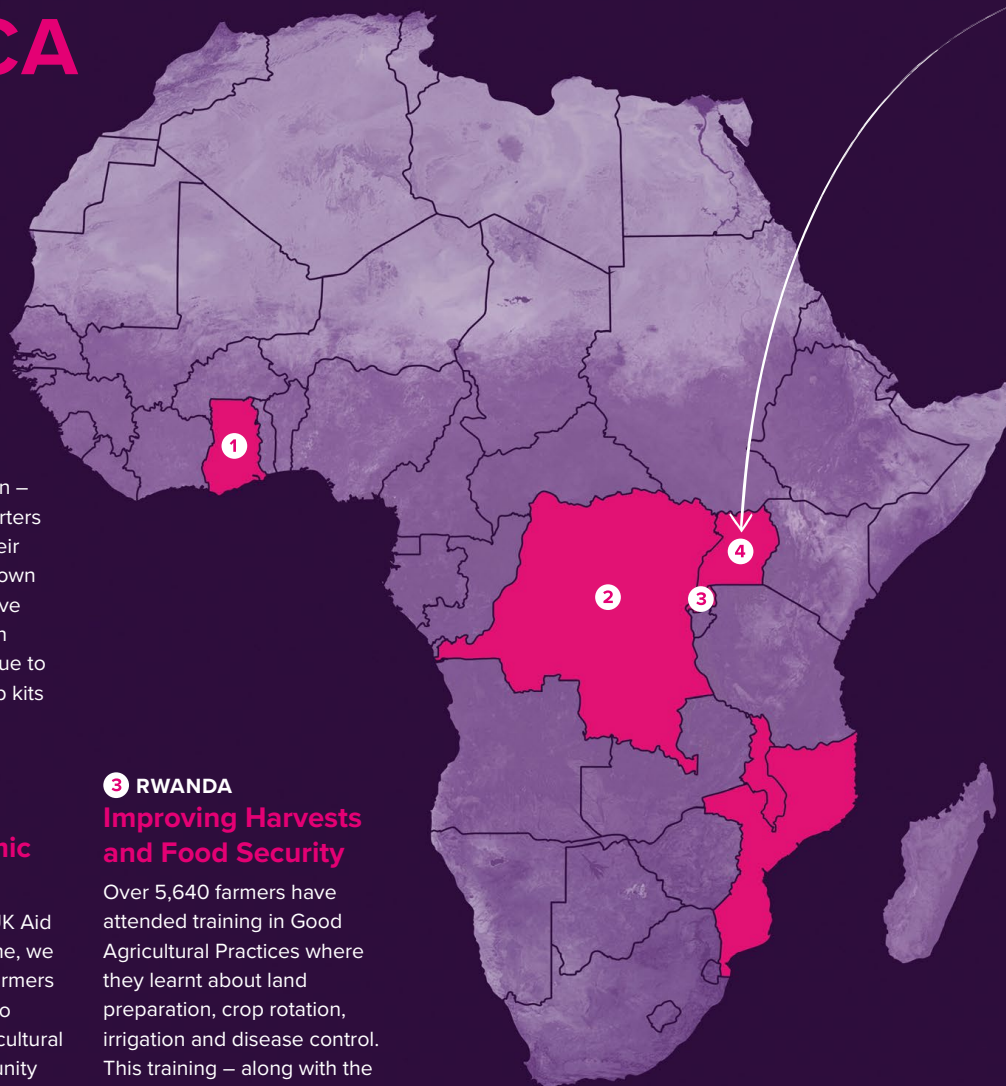 CA
1
2
3
4
n –
rters
eir
own
ve
n
ue to
o kits
nic
UK Aid
ne, we
armers
o
cultural
unity
3 RWANDA
Improving Harvests
and Food Security
Over 5,640 farmers have
attended training in Good
Agricultural Practices where
they learnt about land
preparation, crop rotation,
irrigation and disease control.
This training – along with the